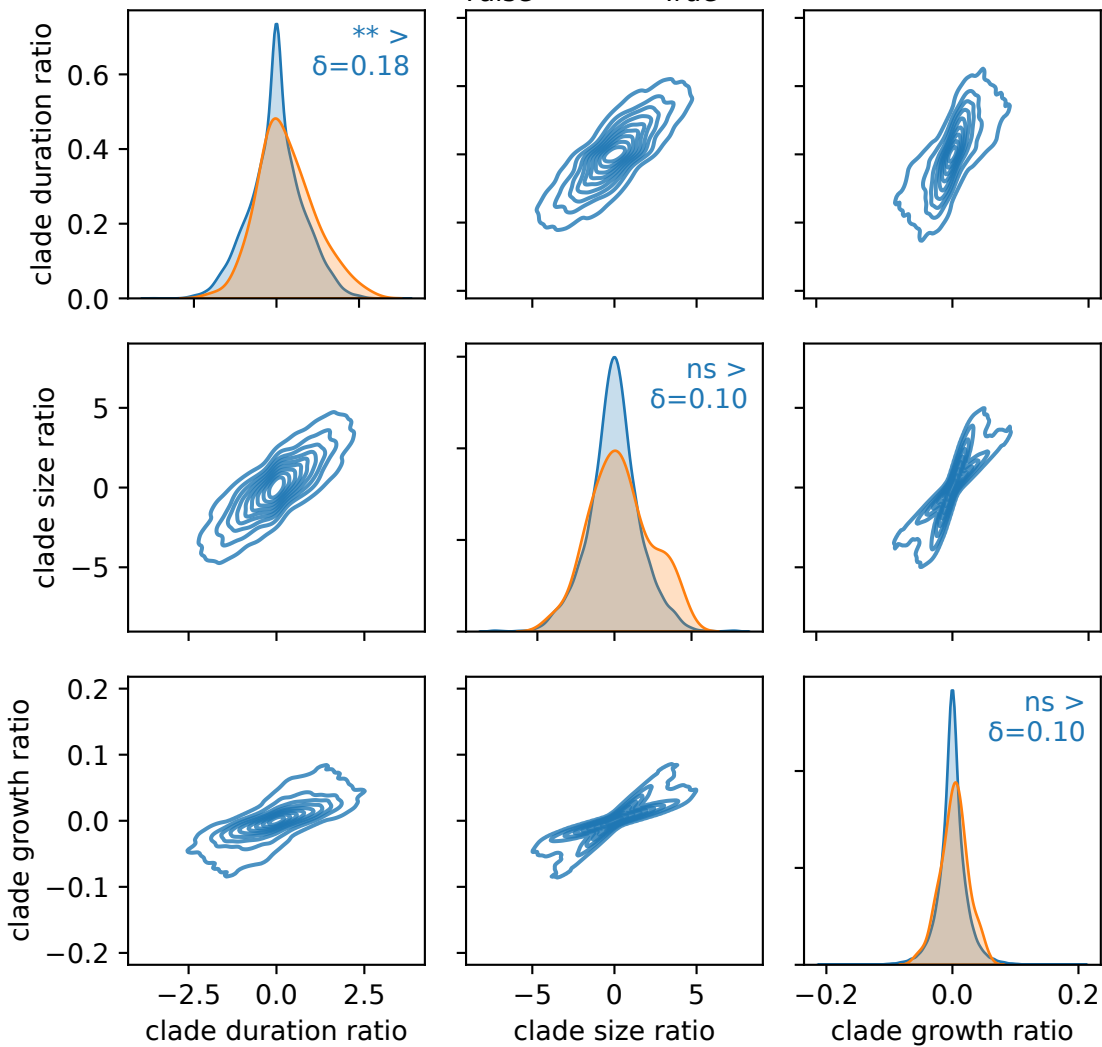 ** >
δ=0.18
clade duration ratio
0.6
0.4
0.2
0.0
ns >
δ=0.10
clade size ratio
5
0
−5
ns >
δ=0.10
clade growth ratio
0.2
0.1
0.0
−0.1
−0.2
−2.5 0.0 2.5
−5 0 5
−0.2 0.0 0.2
clade duration ratio
clade size ratio
clade growth ratio